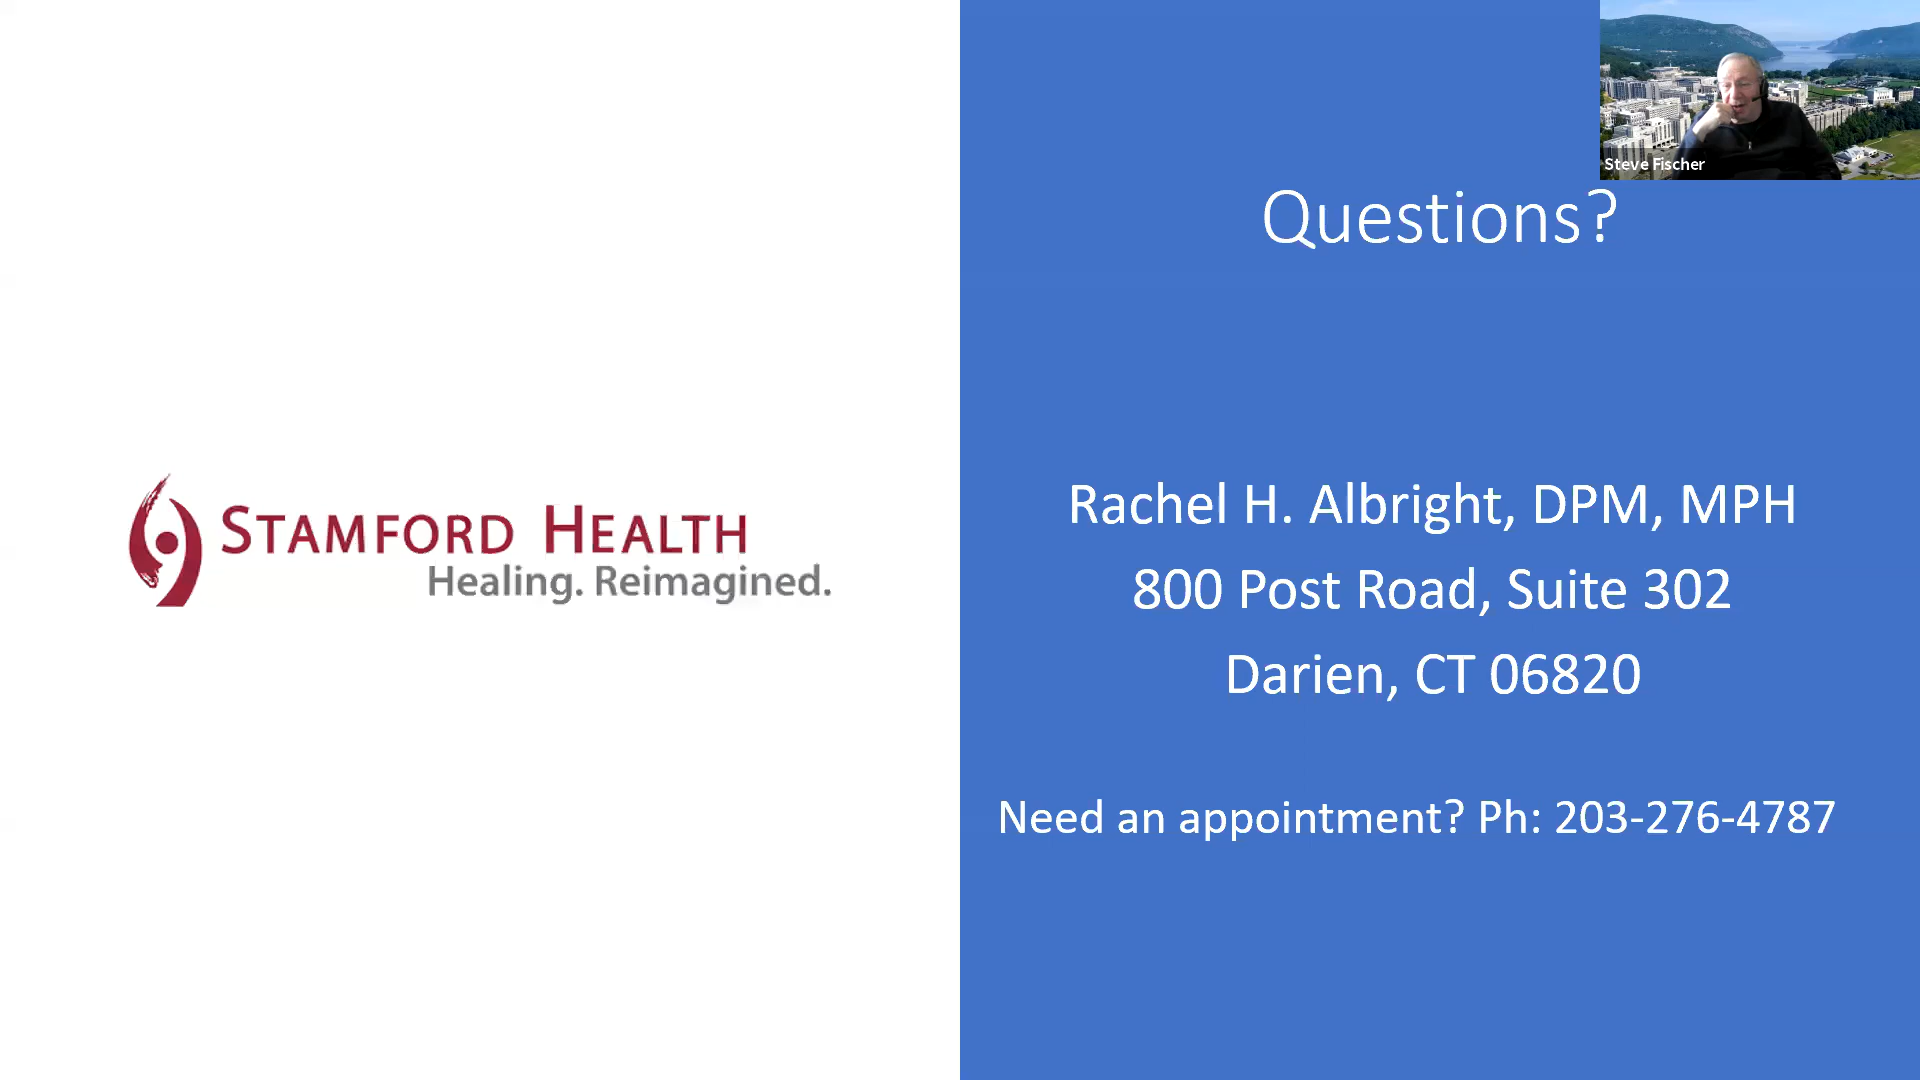 Steve Fischer
Questions?
STAMFORD HEALTH
Healing. Reimagined.
Rachel H. Albright, DPM, MPH
800 Post Road, Suite 302
Darien, CT 06820
Need an appointment? Ph: 203-276-4787